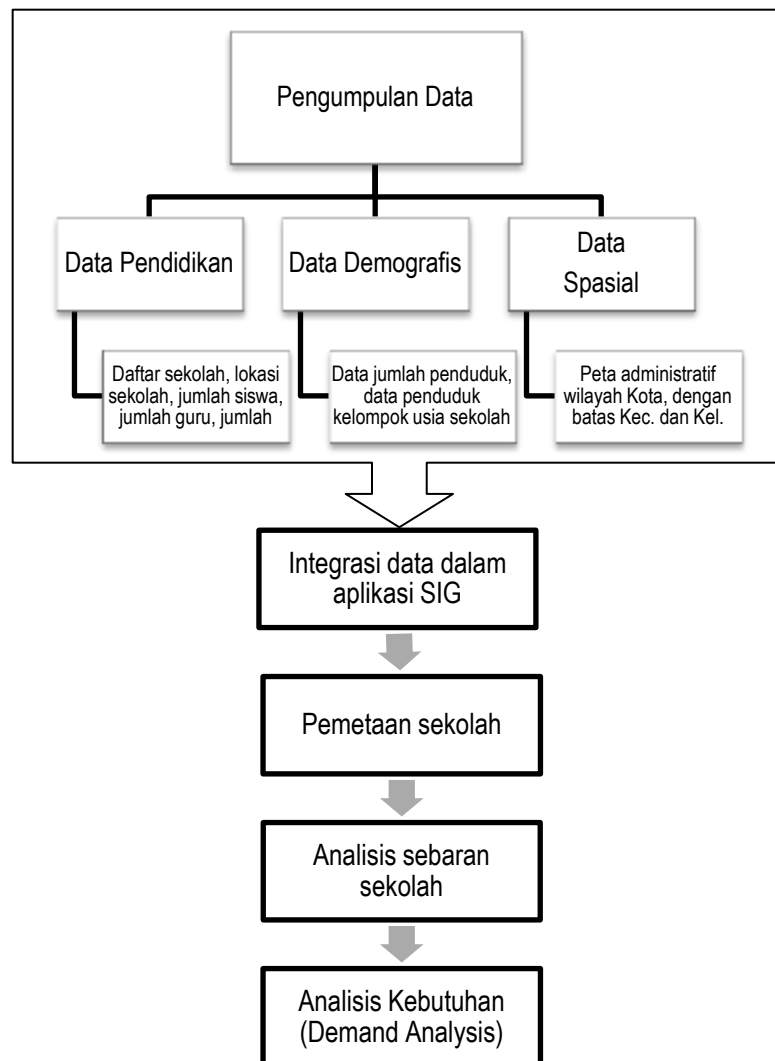 Pengumpulan Data
Data Pendidikan
Data Demografis
Data
Spasial
Daftar sekolah, lokasi
sekolah, jumlah siswa,
jumlah guru, jumlah
Data jumlah penduduk,
data penduduk
kelompok usia sekolah
Peta administratif
wilayah Kota, dengan
batas Kec. dan Kel.
Integrasi data dalam
aplikasi SIG
Pemetaan sekolah
Analisis sebaran
sekolah
Analisis Kebutuhan
(Demand Analysis)